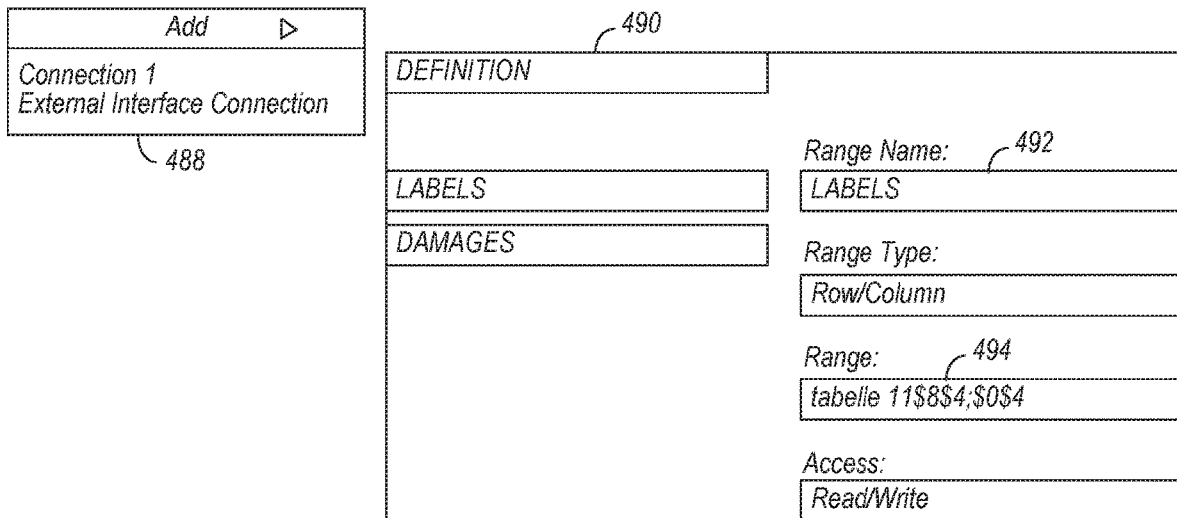 Add
Connection 1
External Interface Connection
488
490
DEFINITION
LABELS
DAMAGES
Range Name:
492
LABELS
Range Type:
Row/Column
Range:
494
tabelle 11$8$4;$0$4
Access:
Read/Write